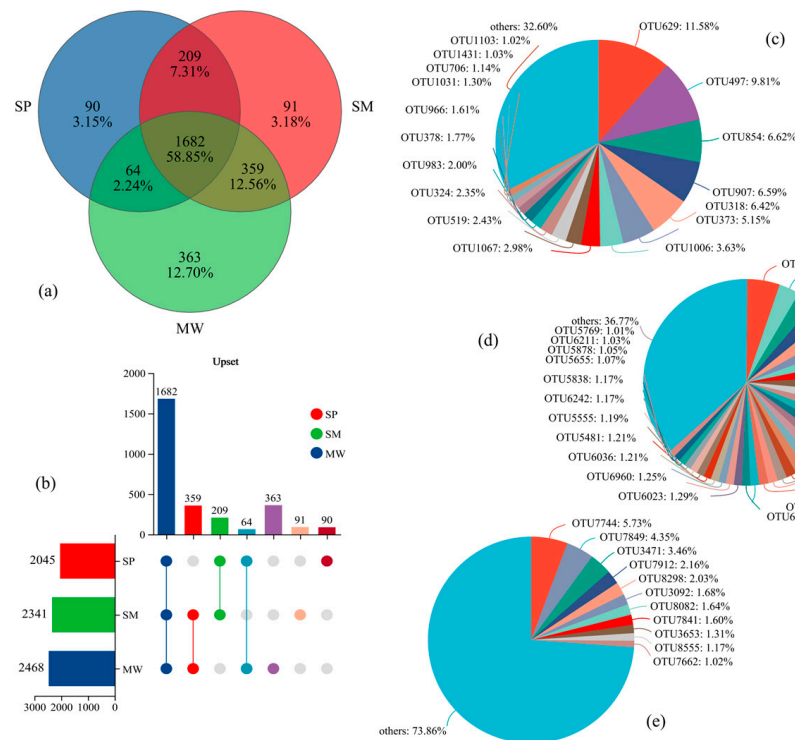 209
7.31%
SP
90
3.15%
91
3.18%
SM
1682
58.85%
64
2.24%
359
12.56%
363
12.70%
(a)
MW
others: 32.60%
OTU1103: 1.02%
OTU1431: 1.03%
OTU706: 1.14%
OTU1031: 1.30%
OTU966: 1.61%
OTU378: 1.77%
OTU983: 2.00%
OTU324: 2.35%
OTU519: 2.43%
OTU1067: 2.98%
OTU629: 11.58%
(c)
OTU497: 9.81%
OTU854: 6.62%
OTU907: 6.59%
OTU318: 6.42%
OTU373: 5.15%
OTU1006: 3.63%
Upset
2000
1500
1000
500
0
1682
359
209
64
363
91
90
SP
SM
MW
(b)
2045
SP
2341
SM
2468
MW
3000 2000 1000 0
(d)
others: 36.77%
OTU5769: 1.01%
OTU6211: 1.03%
OTU5878: 1.05%
OTU5655: 1.07%
OTU5838: 1.17%
OTU6242: 1.17%
OTU5555: 1.19%
OTU5481: 1.21%
OTU6036: 1.21%
OTU6960: 1.25%
OTU6023: 1.29%
OTU7744: 5.73%
OTU7849: 4.35%
OTU3471: 3.46%
OTU7912: 2.16%
OTU8298: 2.03%
OTU3092: 1.68%
OTU8082: 1.64%
OTU7841: 1.60%
OTU3653: 1.31%
OTU8555: 1.17%
OTU7662: 1.02%
others: 73.86%
(e)